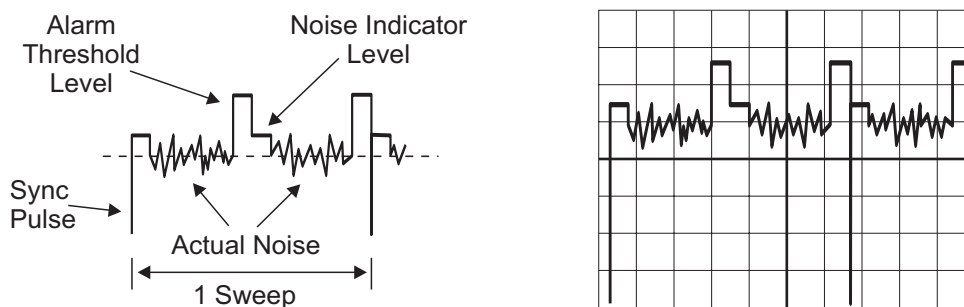 Alarm
Threshold
Level
Noise Indicator
Level
Sync
Pulse
Actual Noise
1 Sweep